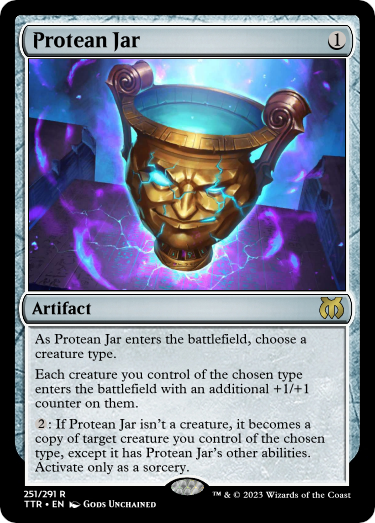 Protean Jar 1
Artifact
As Protean Jar enters the battlefield, choose a
creature type.
Each creature you control of the chosen type
enters the battlefield with an additional +1/+1
counter on them.
2: If Protean Jar isn't a creature, it becomes a
copy of target creature you control of the chosen
type, except it has Protean Jar's other abilities.
Activate only as a sorcery.
251/291 R
TTR • EN Gods Unchained
™ & © 2023 Wizards of the Coast